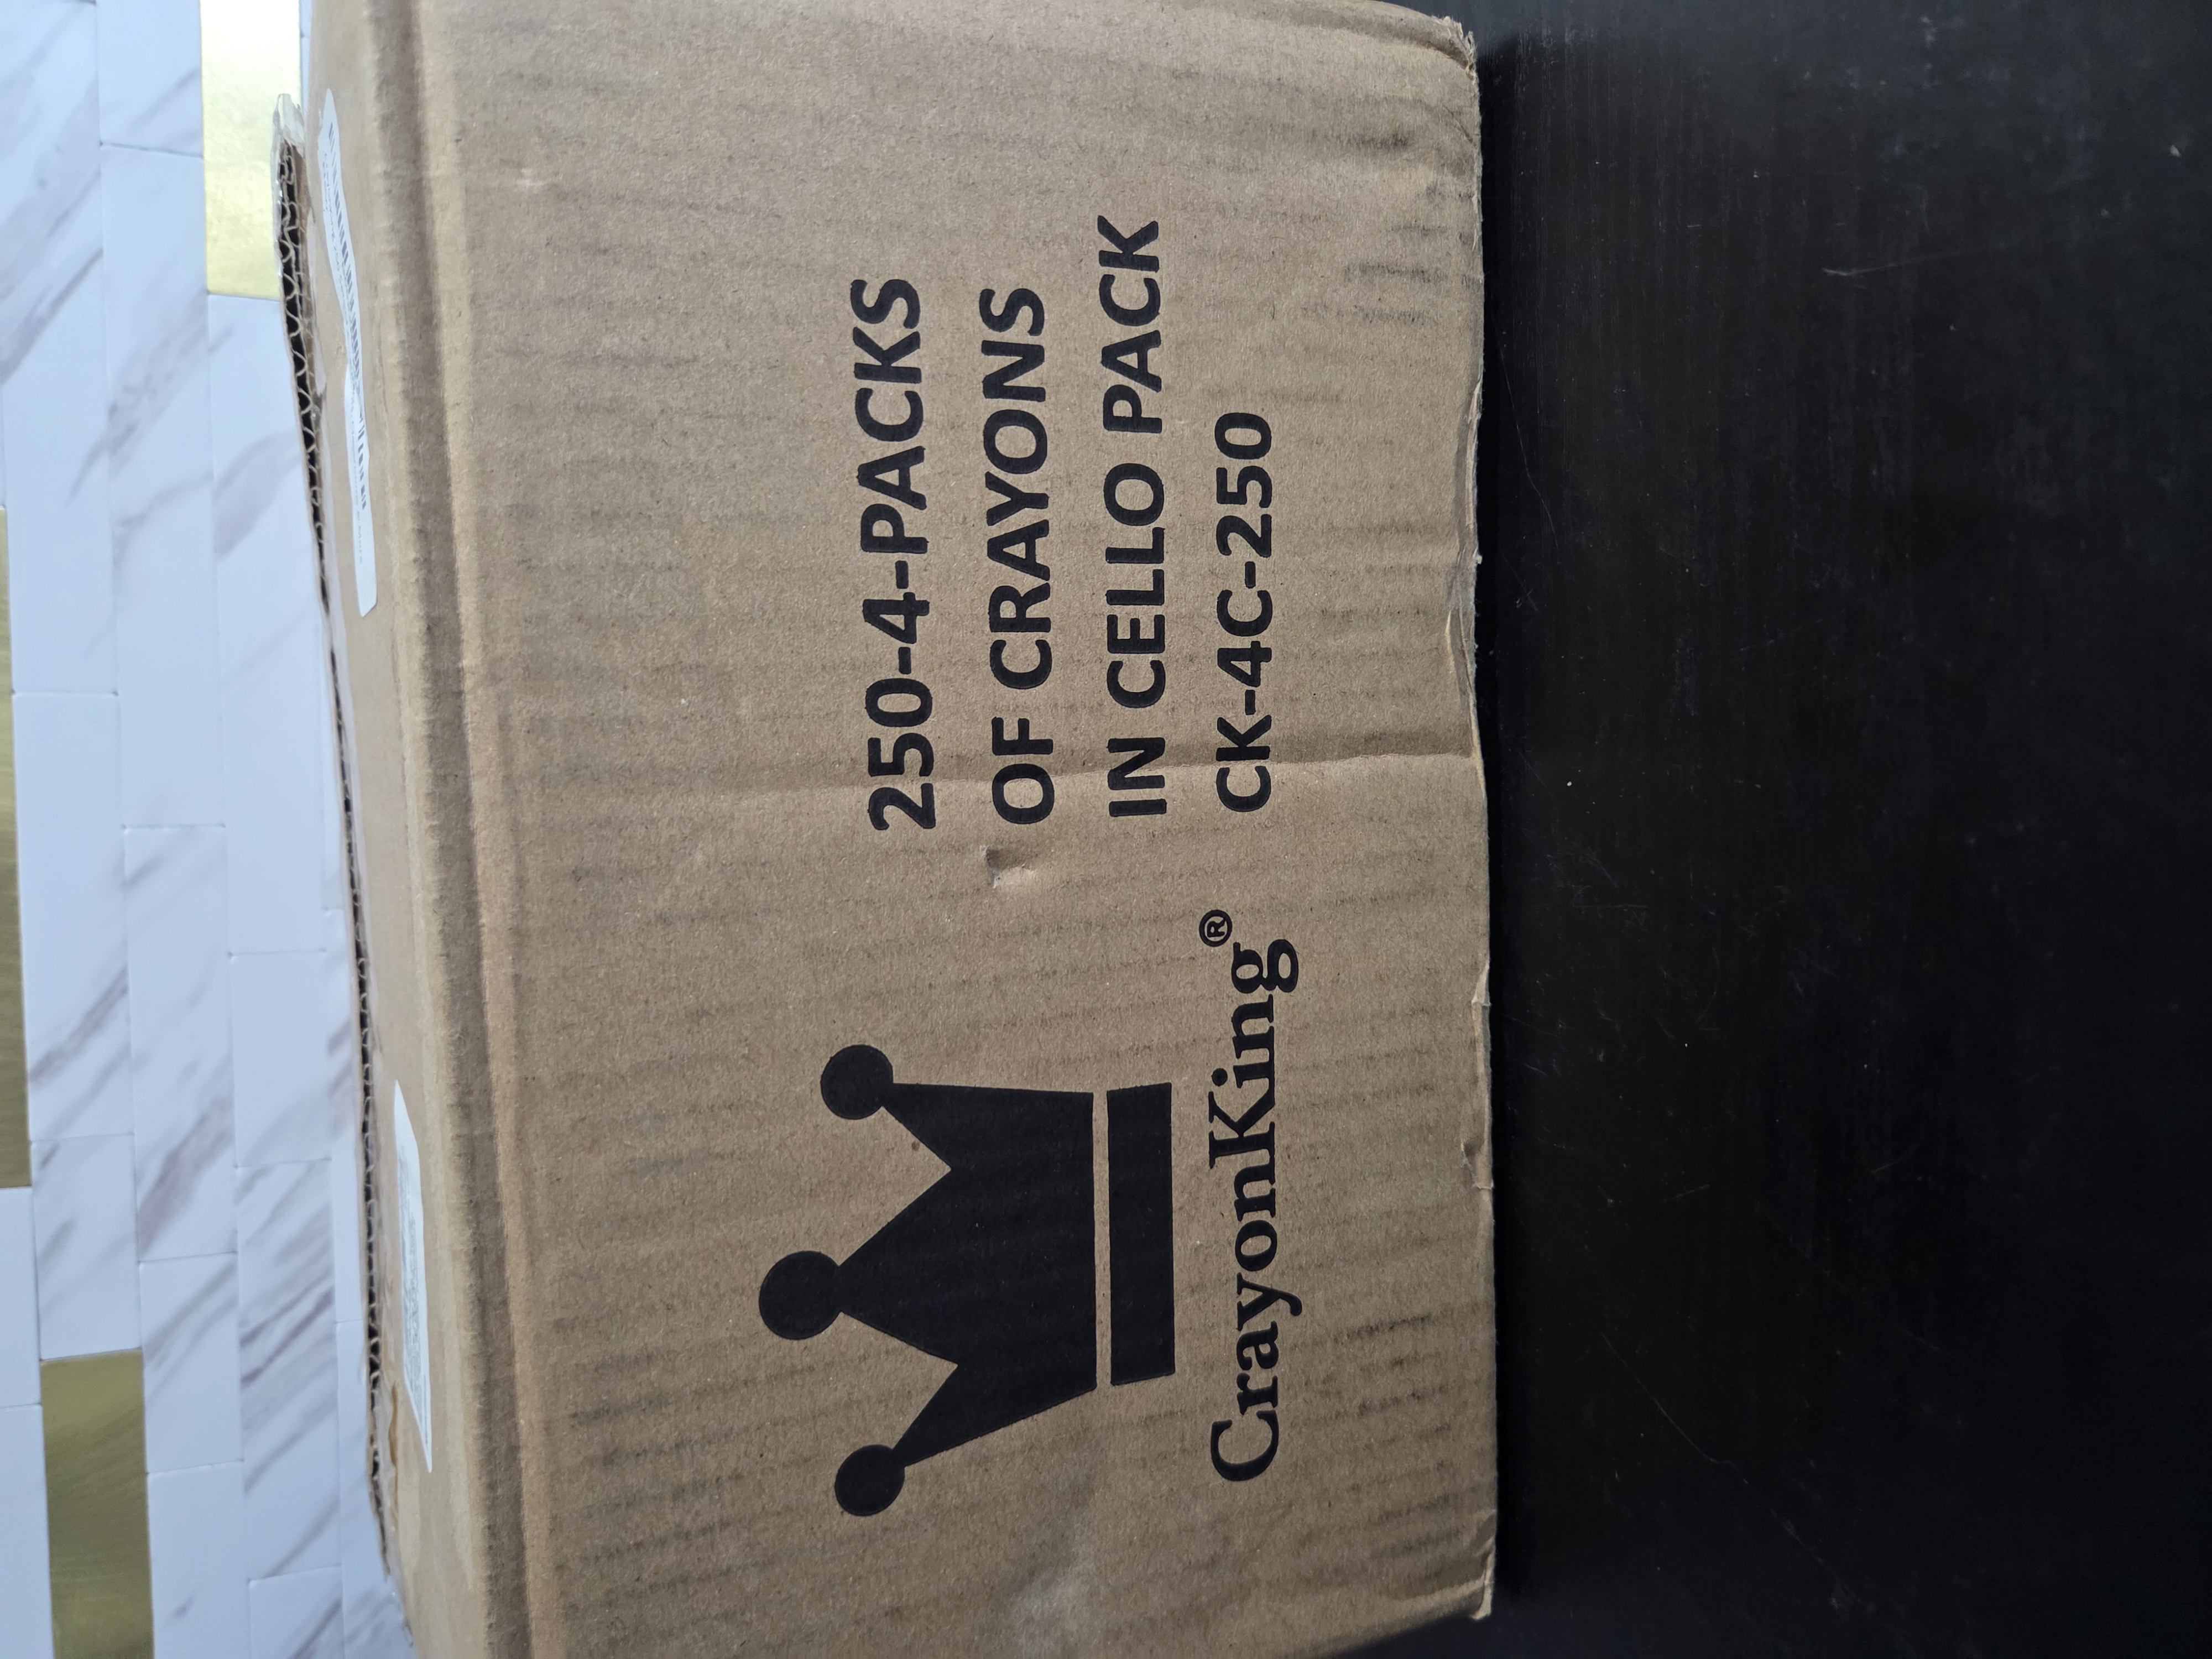 CrayonKing®
250-4-PACKS
OF CRAYONS
IN CELLO PACK
CK-4C-250